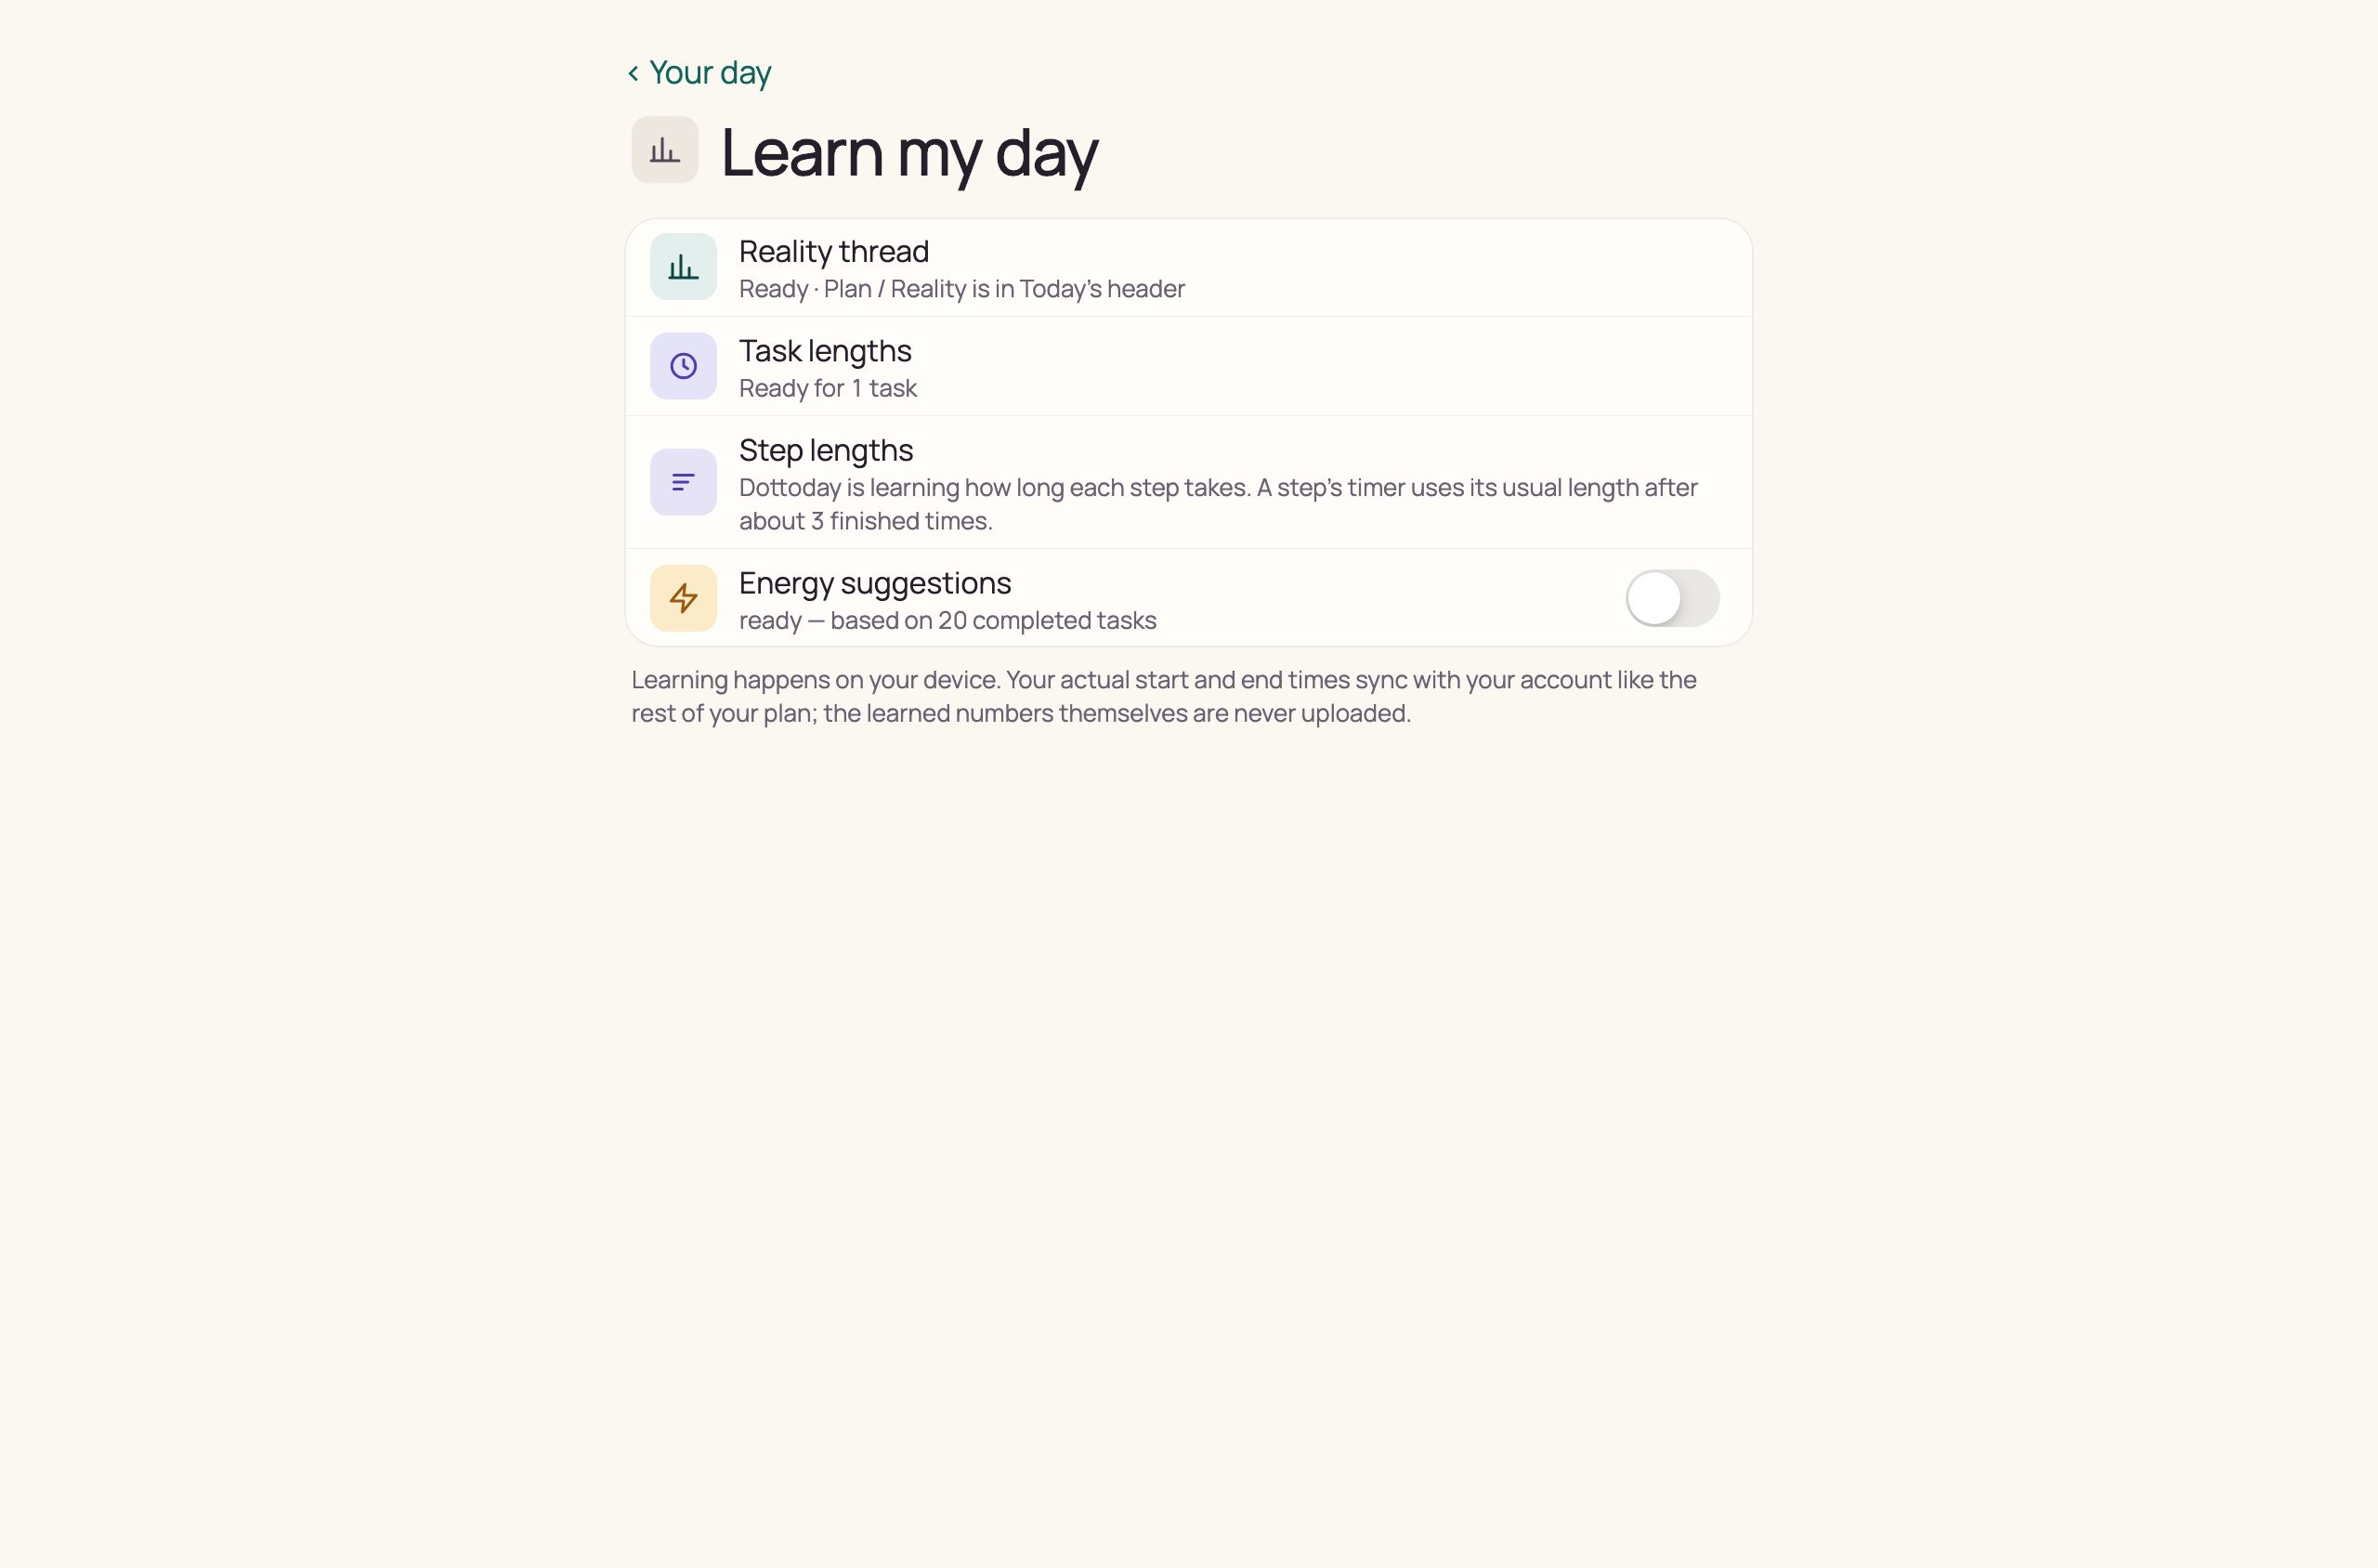 Your day
Learn my day
Reality thread
Ready · Plan / Reality is in Today’s header
Task lengths
Ready for 1 task
Step lengths
Dottoday is learning how long each step takes. A step’s timer uses its usual length after
about 3 finished times.
Energy suggestions
ready — based on 20 completed tasks
Learning happens on your device. Your actual start and end times sync with your account like the
rest of your plan; the learned numbers themselves are never uploaded.